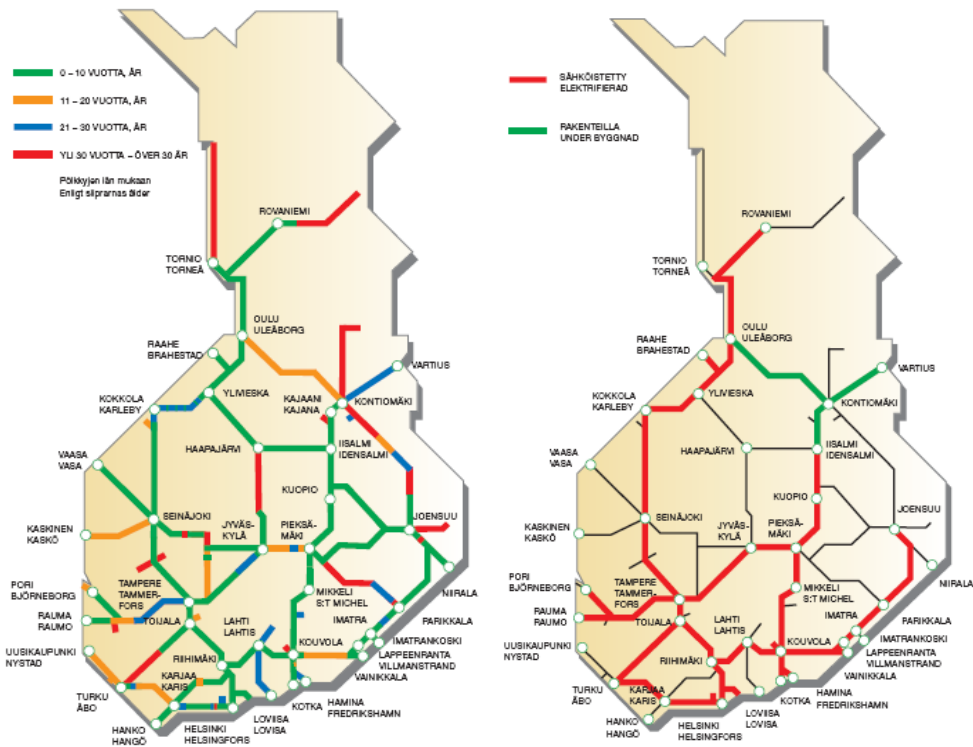 0 – 10 VUOTTA, ÅR
11 – 20 VUOTTA, ÅR
21 – 30 VUOTTA, ÅR
YLI 30 VUOTTA – ÖVER 30 ÅR
Pölkkyjen iän mukaan
Enligt sliprarnas ålder
ROVANIEMI
TORNIO
TORNEÅ
OULU
ULEÅBORG
RAAHE
BRAHESTAD
VARTIUS
YLIVIESKA
KOKKOLA
KARLEBY
KAJAANI
KAJANA
KONTIOMÄKI
HAAPAJÄRVI
IISALMI
IDENSALMI
VAASA
VASA
KUOPIO
SEINÄJOKI
JOENSUU
KASKINEN
KASKÖ
JYVÄS-
KYLÄ
PIEKSÄ-
MÄKI
PORI
BJÖRNEBORG
TAMPERE
TAMMER-
FORS
MIKKELI
S:T MICHEL
NIIRALA
RAUMA
RAUMO
TOIJALA
LAHTI
LAHTIS
IMATRA
PARIKKALA
KOUVOLA
IMATRANKOSKI
UUSIKAUPUNKI
NYSTAD
RIIHIMÄKI
LAPPEENRANTA
VILLMANSTRAND
VAINIKKALA
TURKU
ÅBO
KARJAA
KARIS
KOTKA
HAMINA
FREDRIKSHAMN
LOVIISA
LOVISA
HANKO
HANGÖ
HELSINKI
HELSINGFORS
SÄHKÖISTETTY
ELEKTRIFIERAD
RAKENTEILLA
UNDER BYGGNAD
ROVANIEMI
TORNIO
TORNEÅ
OULU
ULEÅBORG
RAAHE
BRAHESTAD
VARTIUS
YLIVIESKA
KOKKOLA
KARLEBY
KONTIOMÄKI
HAAPAJÄRVI
IISALMI
IDENSALMI
VAASA
VASA
KUOPIO
SEINÄJOKI
JOENSUU
KASKINEN
KASKÖ
JYVÄS-
KYLÄ
PIEKSÄ-
MÄKI
PORI
BJÖRNEBORG
TAMPERE
TAMMER-
FORS
MIKKELI
S:T MICHEL
NIIRALA
RAUMA
RAUMO
TOIJALA
LAHTI
LAHTIS
IMATRA
PARIKKALA
KOUVOLA
IMATRANKOSKI
UUSIKAUPUNKI
NYSTAD
RIIHIMÄKI
LAPPEENRANTA
VILLMANSTRAND
VAINIKKALA
TURKU
ÅBO
KARJAA
KARIS
KOTKA
HAMINA
FREDRIKSHAMN
LOVIISA
LOVISA
HANKO
HANGÖ
HELSINKI
HELSINGFORS